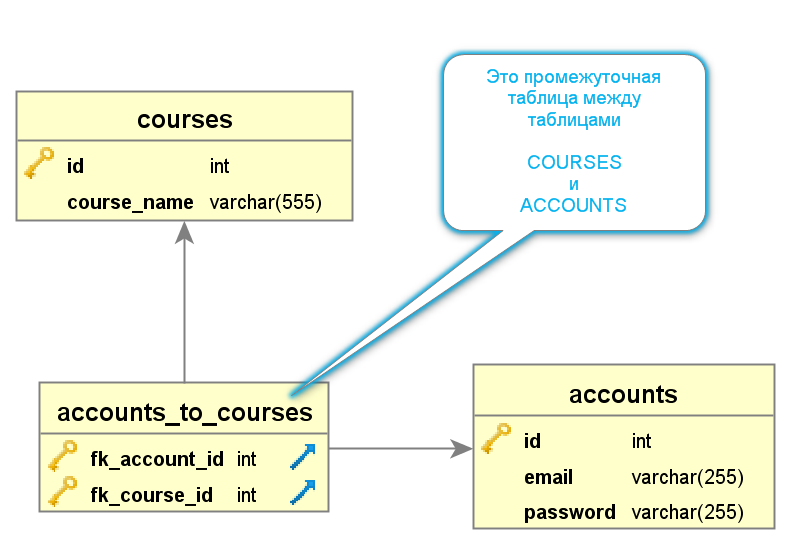 Это промежуточная
таблица между
таблицами
COURSES
и
ACCOUNTS
courses
id int
course_name varchar(555)
accounts_to_courses
fk_account_id int
fk_course_id int
accounts
id int
email varchar(255)
password varchar(255)